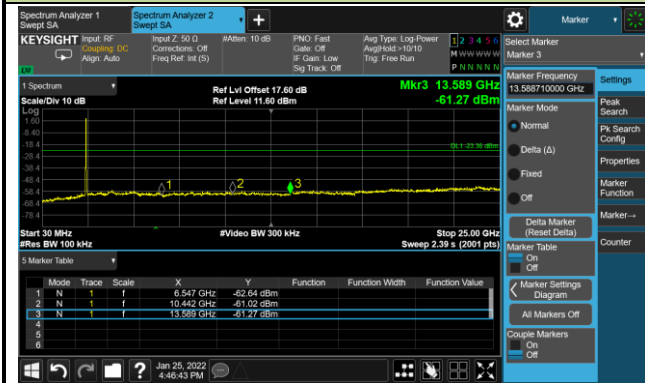 Spectrum Analyzer 1
Swept SA
Spectrum Analyzer 2
Swept SA
KEYSIGHT
Input: RF
Coupling: DC
Align: Auto
Input Z: 50 Ω
Corrections: Off
Freq Ref: Int (S)
#Atten: 10 dB
PNO: Fast
Gate: Off
IF Gain: Low
Sig Track: Off
Avg Type: Log-Power
Avg|Hold:>10/10
Trig: Free Run
1 2 3 4 5 6
M W W W W W
P N N N N N
1 Spectrum
Scale/Div 10 dB
Log
Ref Lvl Offset 17.60 dB
Ref Level 11.60 dBm
Mkr3 13.589 GHz
-61.27 dBm
1.60
-8.40
-18.4
-28.4
-38.4
-48.4
-58.4
-68.4
-78.4
DL1 -23.36 dBm
1
2
3
Start 30 MHz
#Res BW 100 kHz
#Video BW 300 kHz
Stop 25.00 GHz
Sweep 2.39 s (2001 pts)
5 Marker Table
Mode Trace Scale X Y Function Function Width Function Value
1 N 1 f 6.547 GHz -62.64 dBm
2 N 1 f 10.442 GHz -61.02 dBm
3 N 1 f 13.589 GHz -61.27 dBm
4
5
6
Jan 25, 2022
4:46:43 PM
Marker
Select Marker
Marker 3
Marker Frequency
13.588710000 GHz
Marker Mode
Normal
Delta (Δ)
Fixed
Off
Delta Marker
(Reset Delta)
Marker Table
On
Off
Marker Settings
Diagram
All Markers Off
Couple Markers
On
Off
Settings
Peak
Search
Pk Search
Config
Properties
Marker
Function
Marker→
Counter